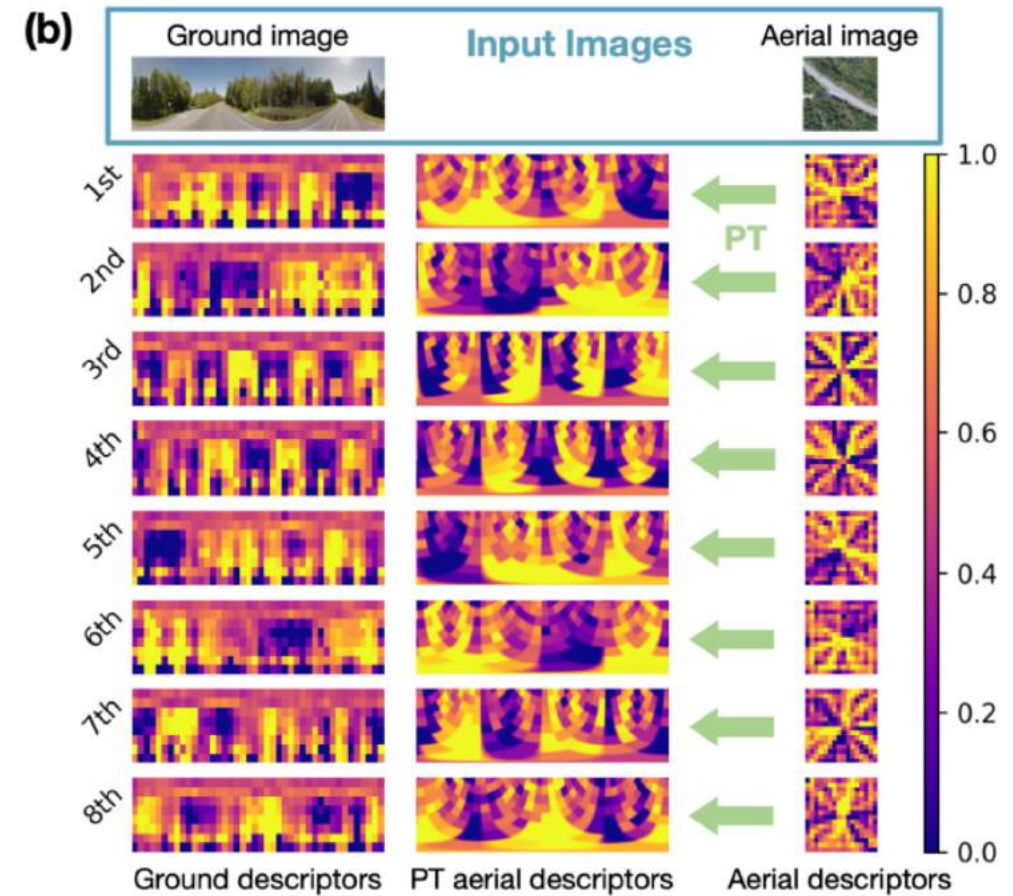 (b)
Ground image
Input Images
Aerial image
1st
2nd
3rd
4th
5th
6th
7th
8th
PT
1.0
0.8
0.6
0.4
0.2
0.0
Ground descriptors
PT aerial descriptors
Aerial descriptors